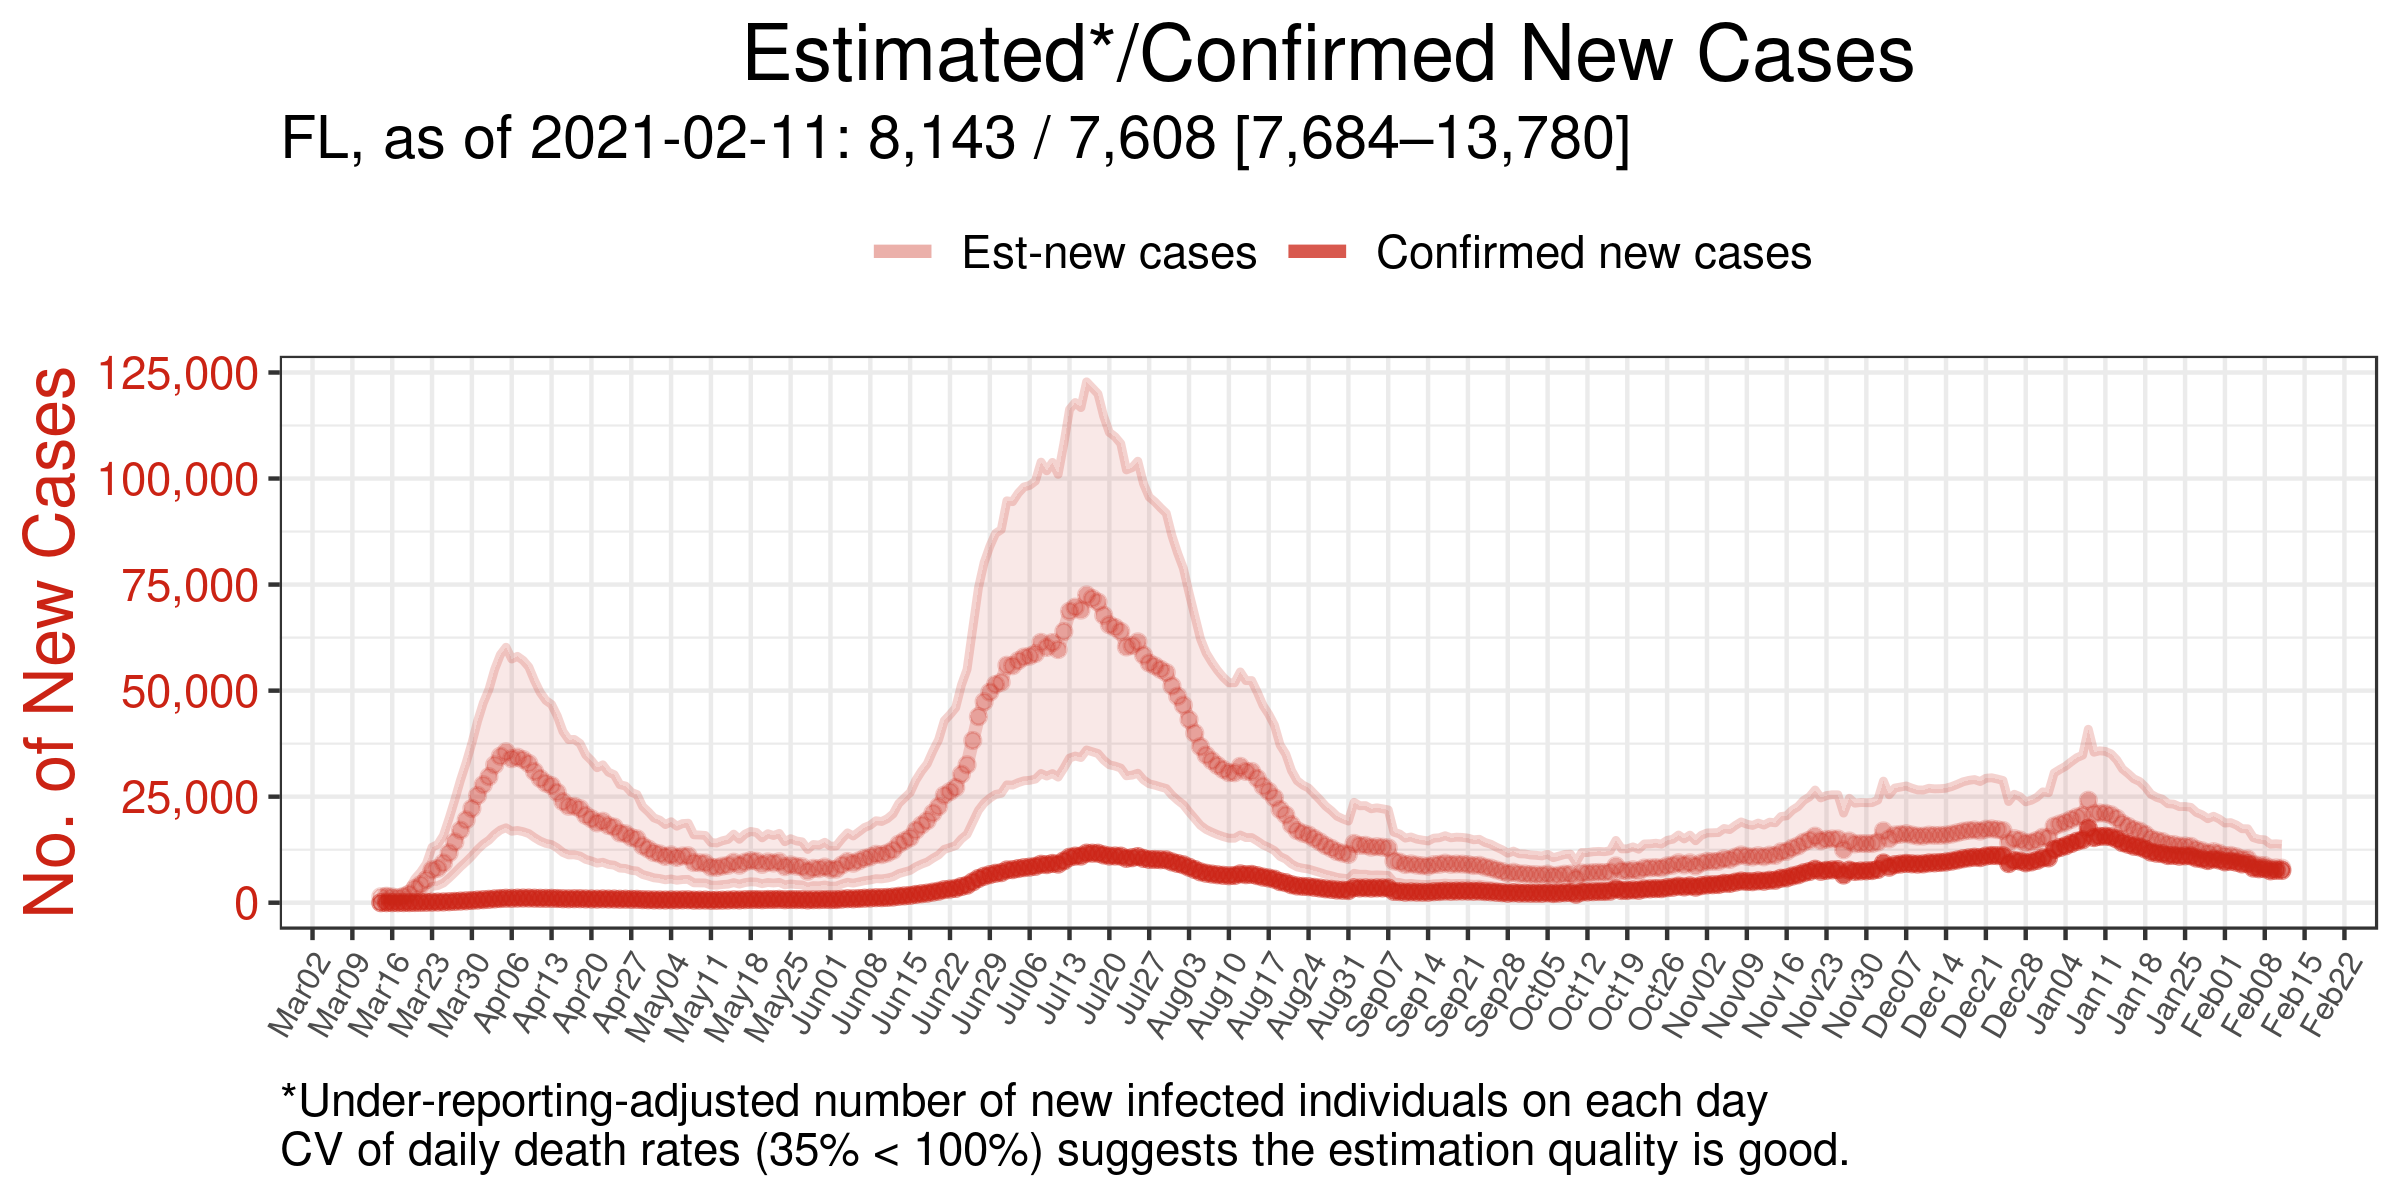 Estimated*/Confirmed New Cases
FL, as of 2021-02-11: 8,143 / 7,608 [7,684–13,780]
Est-new cases
Confirmed new cases
No. of New Cases
125,000
100,000
75,000
50,000
25,000
0
Mar02
Mar09
Mar16
Mar23
Mar30
Apr06
Apr13
Apr20
Apr27
May04
May11
May18
May25
Jun01
Jun08
Jun15
Jun22
Jun29
Jul06
Jul13
Jul20
Jul27
Aug03
Aug10
Aug17
Aug24
Aug31
Sep07
Sep14
Sep21
Sep28
Oct05
Oct12
Oct19
Oct26
Nov02
Nov09
Nov16
Nov23
Nov30
Dec07
Dec14
Dec21
Dec28
Jan04
Jan11
Jan18
Jan25
Feb01
Feb08
Feb15
Feb22
*Under-reporting-adjusted number of new infected individuals on each day
CV of daily death rates (35% < 100%) suggests the estimation quality is good.